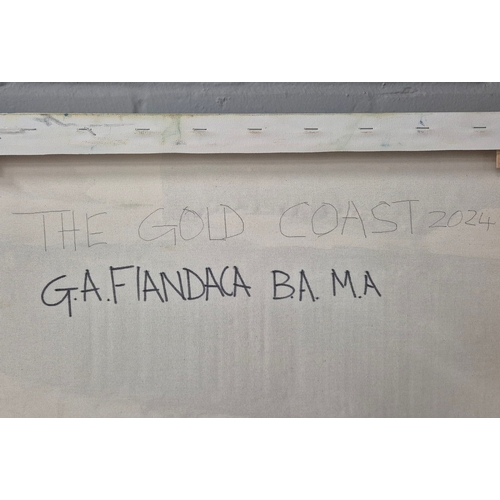 THE GOLD COAST 2024
G.A. FIANDACA B.A. M.A